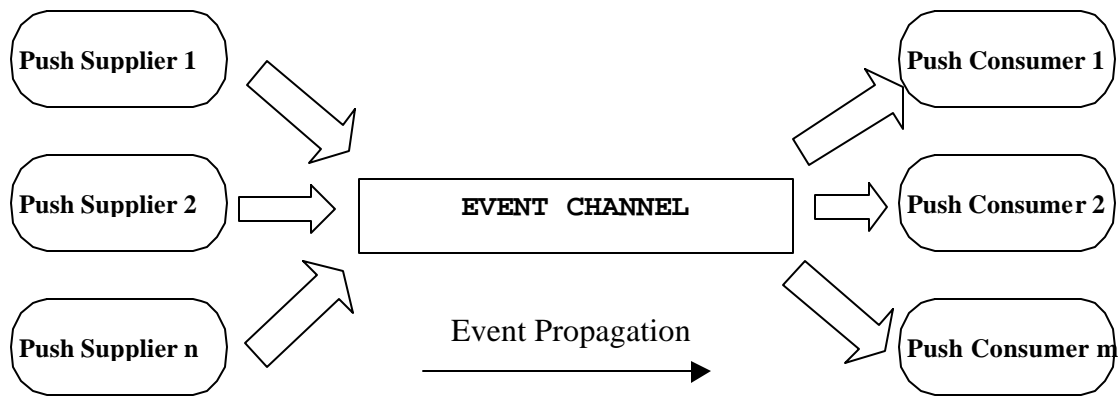 Push Supplier 1
Push Consumer 1
Push Supplier 2
EVENT CHANNEL
Push Consumer 2
Push Supplier n
Event Propagation
Push Consumer m